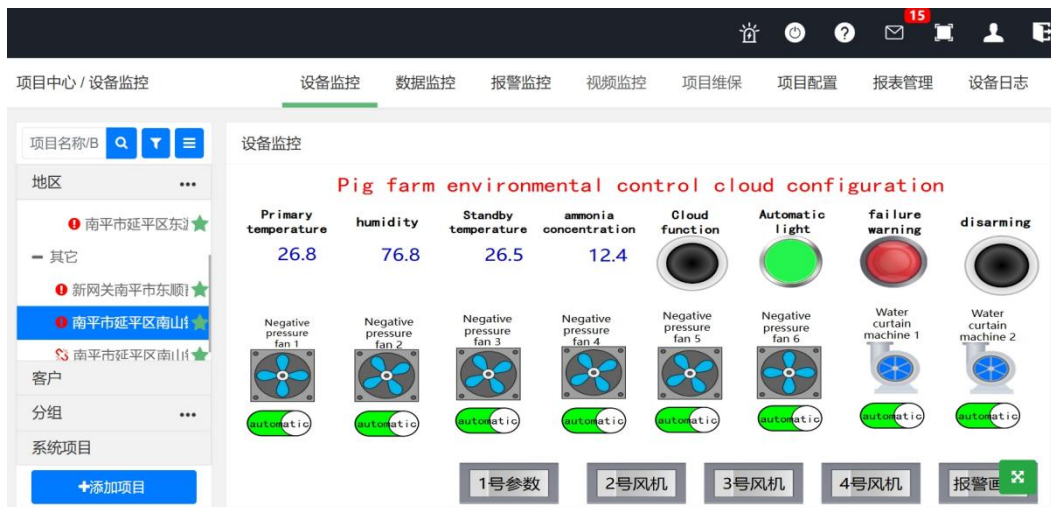 15
项目中心 / 设备监控
设备监控
数据监控
报警监控
视频监控
项目维保
项目配置
报表管理
设备日志
项目名称/B
地区
南平市延平区东
其它
新网关南平市东顺
南平市延平区南山
南平市延平区南山
客户
分组
系统项目
+添加项目
设备监控
Pig farm environmental control cloud configuration
Primary
temperature
humidity
Standby
temperature
ammonia
concentration
Cloud
function
Automatic
light
failure
warning
disarming
26.8
76.8
26.5
12.4
Negative
pressure
fan 1
Negative
pressure
fan 2
Negative
pressure
fan 3
Negative
pressure
fan 4
Negative
pressure
fan 5
Negative
pressure
fan 6
Water
curtain
machine 1
Water
curtain
machine 2
automatic
automatic
automatic
automatic
automatic
automatic
automatic
automatic
1号参数
2号风机
3号风机
4号风机
报警画